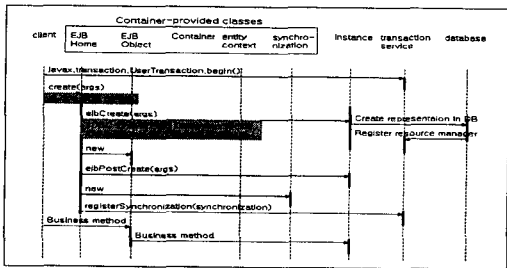 Container-provided classes
client EJB Home EJB Object Container entity context synchro- nization instance transaction service database
javax.transaction.UserTransaction.begin()
create(args)
ejbCreate(args)
Create representaion in DB
Register resource manager
new
ejbPostCreate(args)
new
registerSynchronization(synchronization)
Business method
Business method